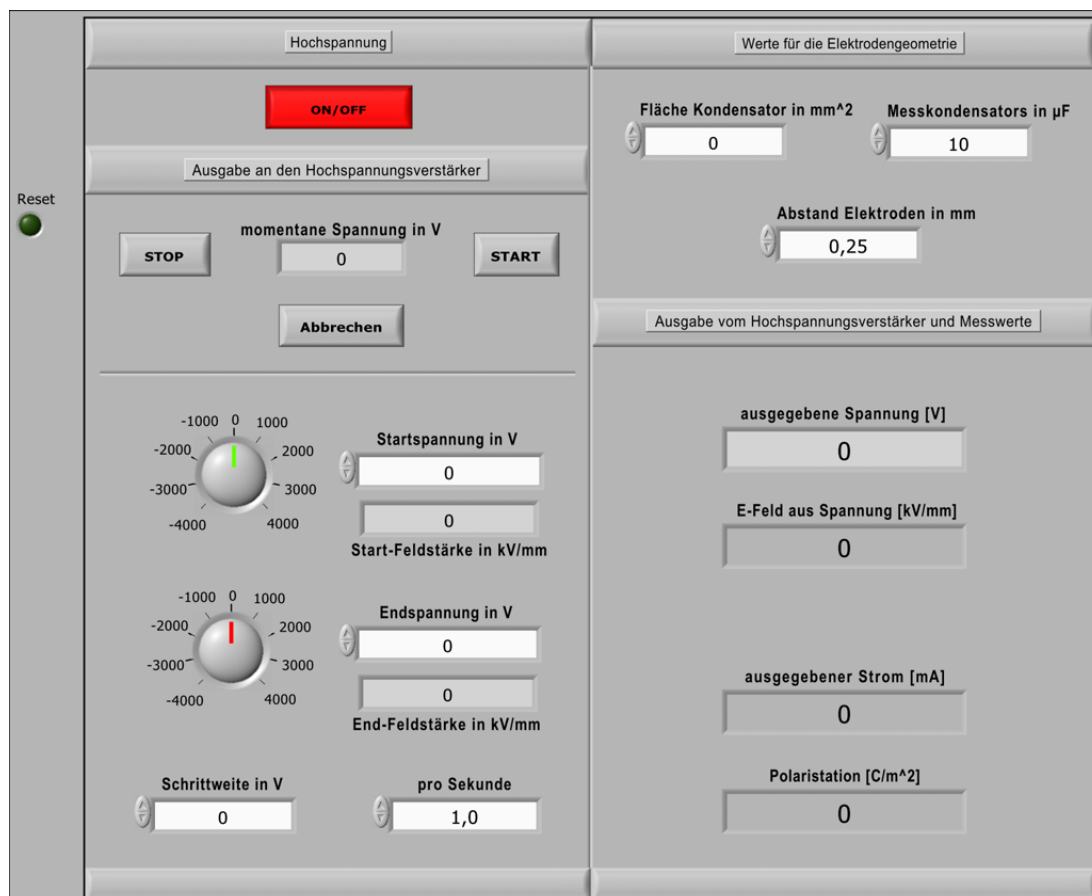 Hochspannung
ON/OFF
Ausgabe an den Hochspannungsverstärker
Reset
momentane Spannung in V
STOP
0
START
Abbrechen
-1000 0 1000
-2000 2000
-3000 3000
-4000 4000
Startspannung in V
0
0
Start-Feldstärke in kV/mm
-1000 0 1000
-2000 2000
-3000 3000
-4000 4000
Endspannung in V
0
0
End-Feldstärke in kV/mm
Schrittweite in V
0
pro Sekunde
1,0
Werte für die Elektrodengeometrie
Fläche Kondensator in mm^2
0
Messkondensators in µF
10
Abstand Elektroden in mm
0,25
Ausgabe vom Hochspannungsverstärker und Messwerte
ausgegebene Spannung [V]
0
E-Feld aus Spannung [kV/mm]
0
ausgegebener Strom [mA]
0
Polaristation [C/m^2]
0